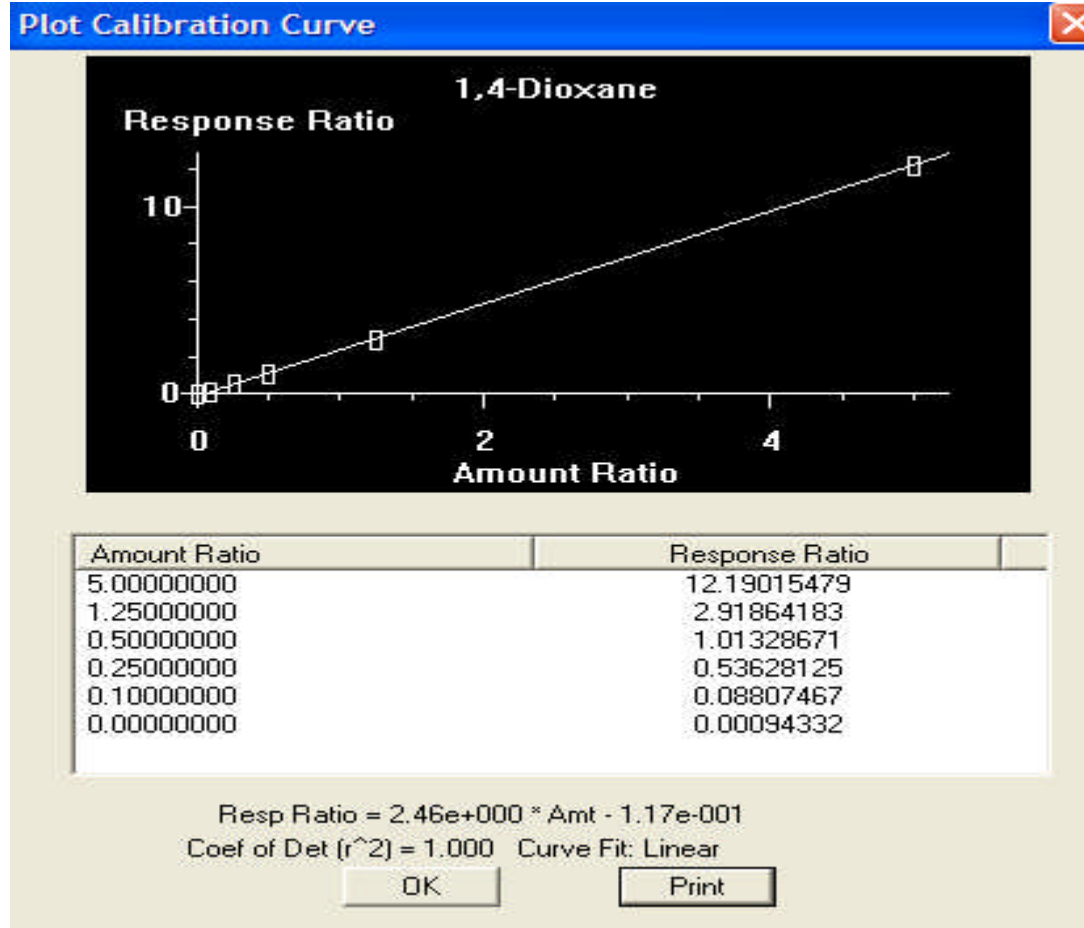 Plot Calibration Curve
1,4-Dioxane
Response Ratio
10
0
0 2 4
Amount Ratio
Amount Ratio Response Ratio
5.00000000 12.19015479
1.25000000 2.91864183
0.50000000 1.01328671
0.25000000 0.53628125
0.10000000 0.08807467
0.00000000 0.00094332
Resp Ratio = 2.46e+000 * Amt - 1.17e-001
Coef of Det (r^2) = 1.000 Curve Fit: Linear
OK Print